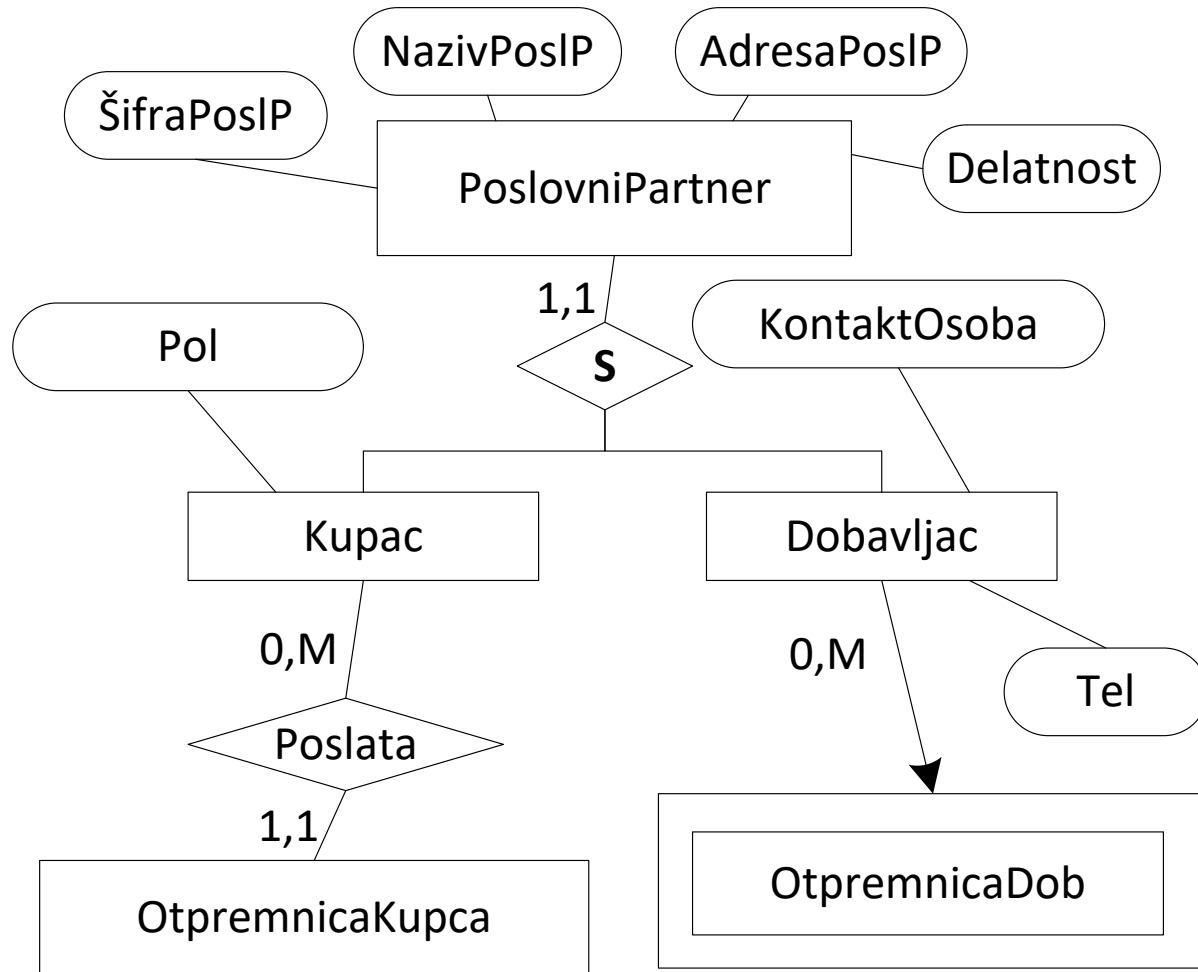 NazivPoslP
AdresaPoslP
ŠifraPoslP
PoslovniPartner
Delatnost
1,1
KontaktOsoba
Pol
S
Kupac
Dobavljac
0,M
0,M
Tel
Poslata
1,1
OtpremnicaDob
OtpremnicaKupca